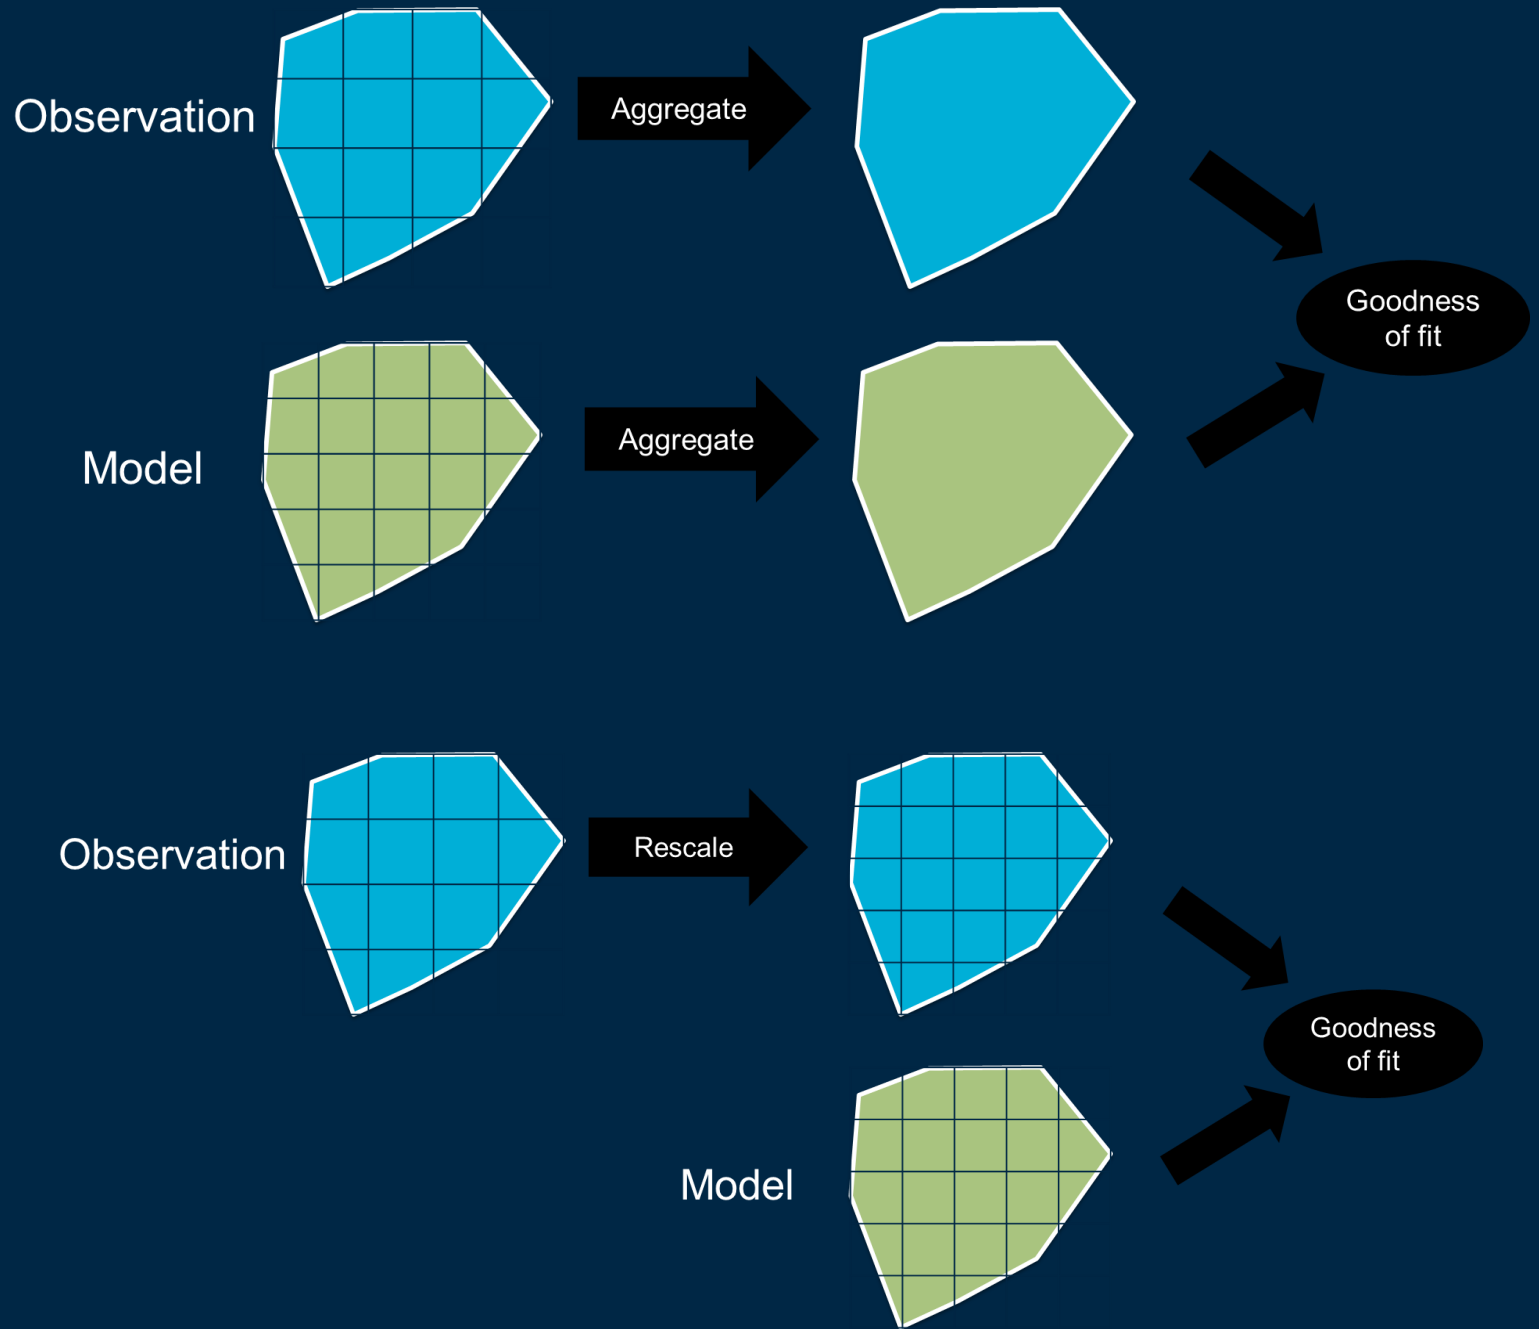 Observation
Aggregate
Goodness
of fit
Model
Aggregate
Observation
Rescale
Goodness
of fit
Model